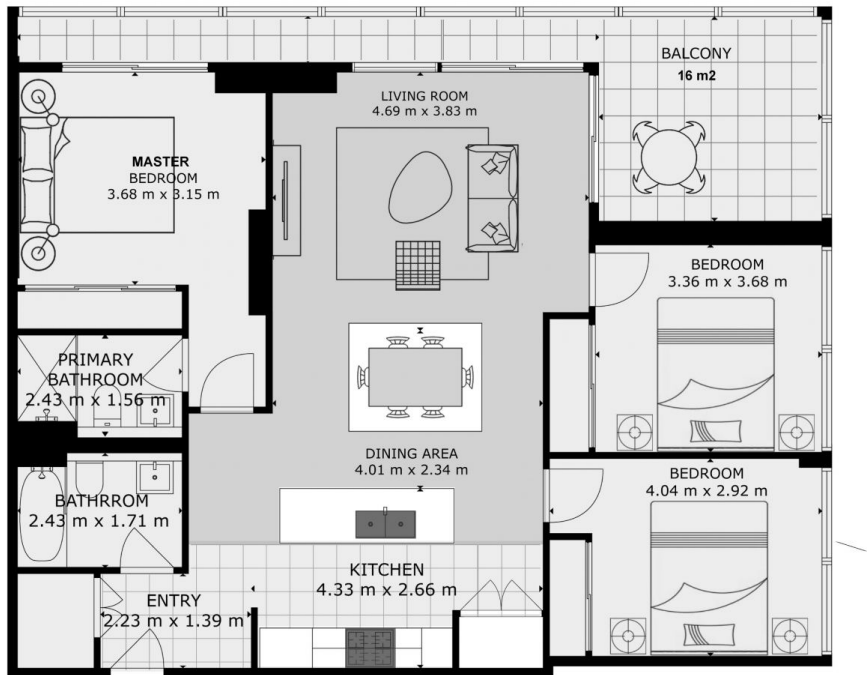 BALCONY
16 m2
LIVING ROOM
4.69 m x 3.83 m
MASTER
BEDROOM
3.68 m x 3.15 m
BEDROOM
3.36 m x 3.68 m
PRIMARY
BATHROOM
2.43 m x 1.56 m
DINING AREA
4.01 m x 2.34 m
BEDROOM
4.04 m x 2.92 m
BATHRROM
2.43 m x 1.71 m
KITCHEN
4.33 m x 2.66 m
ENTRY
2.23 m x 1.39 m